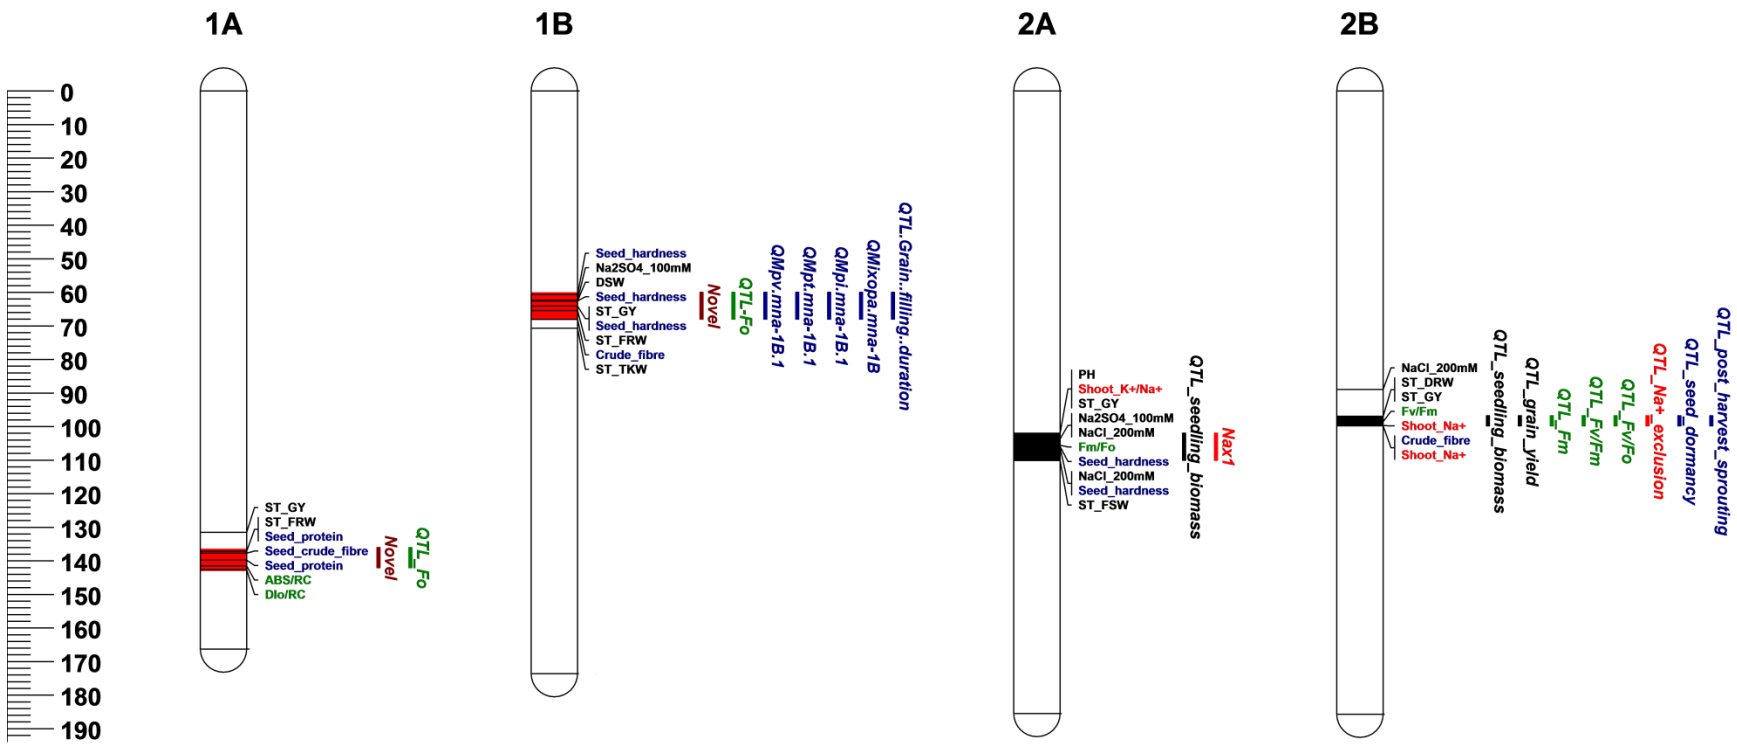 1A
1B
2A
2B
0
10
20
30
40
50
60
70
80
90
100
110
120
130
140
150
160
170
180
190
ST_GY
ST_FRW
Seed_protein
Seed_crude_fibre
Seed_protein
ABS/RC
DIo/RC
Novel
QTL_Fo
Seed_hardness
Na2SO4_100mM
DSW
Seed_hardness
ST_GY
Seed_hardness
ST_FRW
Crude_fibre
ST_TKW
Novel
QTL-Fo
QMpv.mna-1B.1
QMpt.mna-1B.1
QMpi.mna-1B.1
QMixopa.mna-1B
QTL.Grain..filling..duration
PH
Shoot_K+/Na+
ST_GY
Na2SO4_100mM
NaCl_200mM
Fm/Fo
Seed_hardness
NaCl_200mM
Seed_hardness
ST_FSW
QTL_seedling_biomass
Nax1
NaCl_200mM
ST_DRW
ST_GY
Fv/Fm
Shoot_Na+
Crude_fibre
Shoot_Na+
QTL_seedling_biomass
QTL_grain_yield
QTL_Fm
QTL_Fv/Fm
QTL_Fv/Fo
QTL_Na+_exclusion
QTL_seed_dormancy
QTL_post_harvest_sprouting